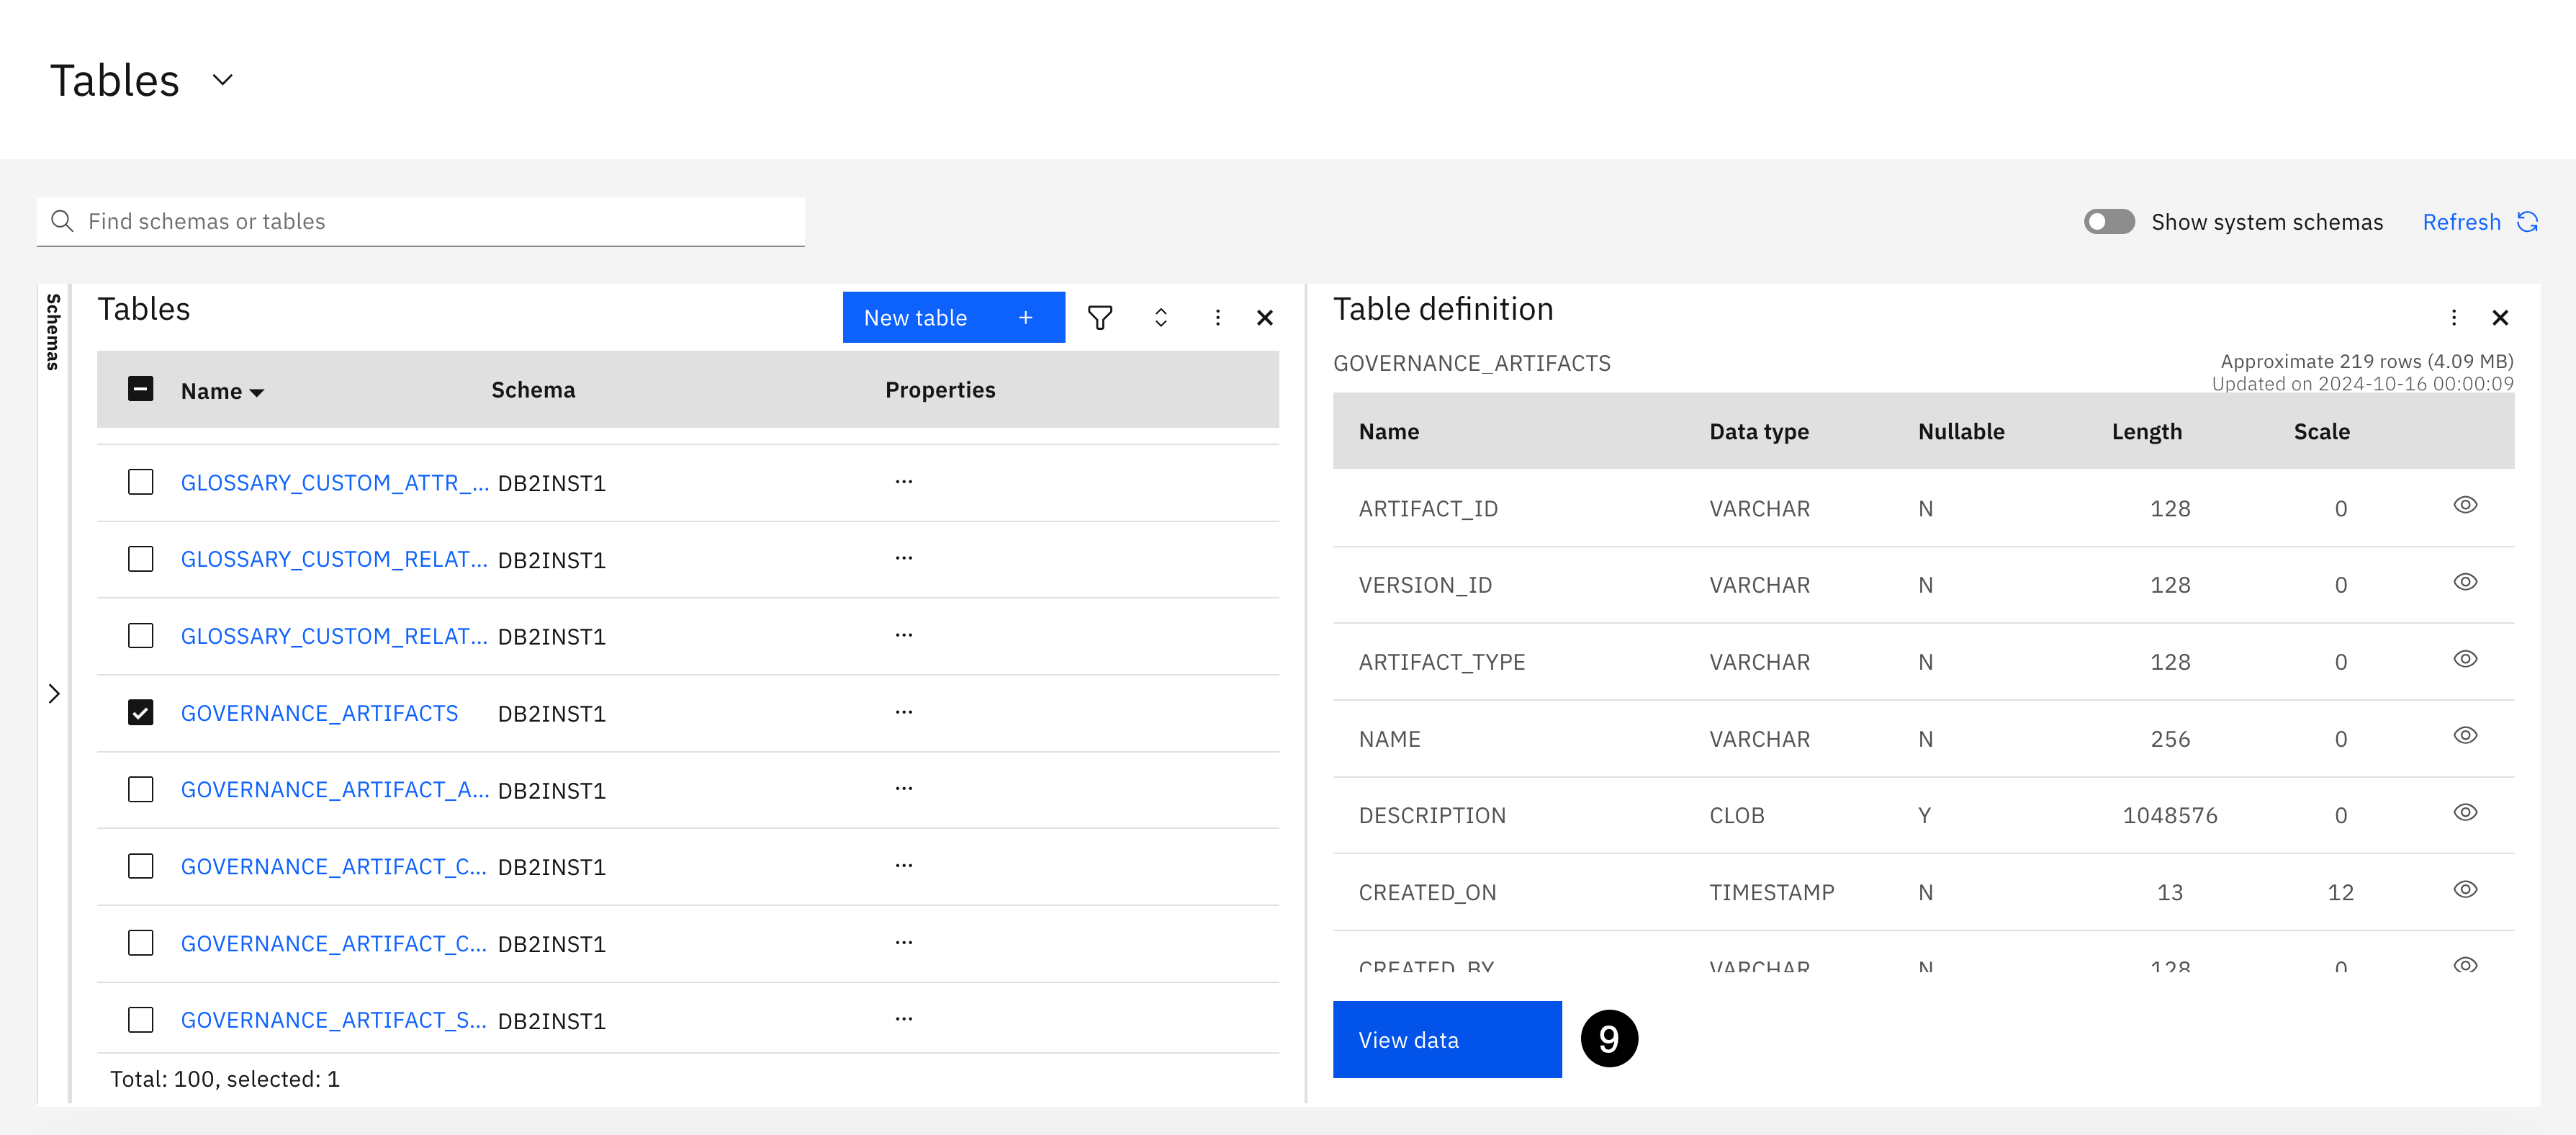 Tables
Find schemas or tables
Show system schemas Refresh
Schemas
Tables
New table +
Name Schema Properties
GLOSSARY_CUSTOM_ATTR_... DB2INST1 ...
GLOSSARY_CUSTOM_RELAT... DB2INST1 ...
GLOSSARY_CUSTOM_RELAT... DB2INST1 ...
GOVERNANCE_ARTIFACTS DB2INST1 ...
GOVERNANCE_ARTIFACT_A... DB2INST1 ...
GOVERNANCE_ARTIFACT_C... DB2INST1 ...
GOVERNANCE_ARTIFACT_C... DB2INST1 ...
GOVERNANCE_ARTIFACT_S... DB2INST1 ...
Total: 100, selected: 1
Table definition
GOVERNANCE_ARTIFACTS
Approximate 219 rows (4.09 MB)
Updated on 2024-10-16 00:00:09
Name Data type Nullable Length Scale
ARTIFACT_ID VARCHAR N 128 0
VERSION_ID VARCHAR N 128 0
ARTIFACT_TYPE VARCHAR N 128 0
NAME VARCHAR N 256 0
DESCRIPTION CLOB Y 1048576 0
CREATED_ON TIMESTAMP N 13 12
CREATED_BY VARCHAR N 128 0
View data 9